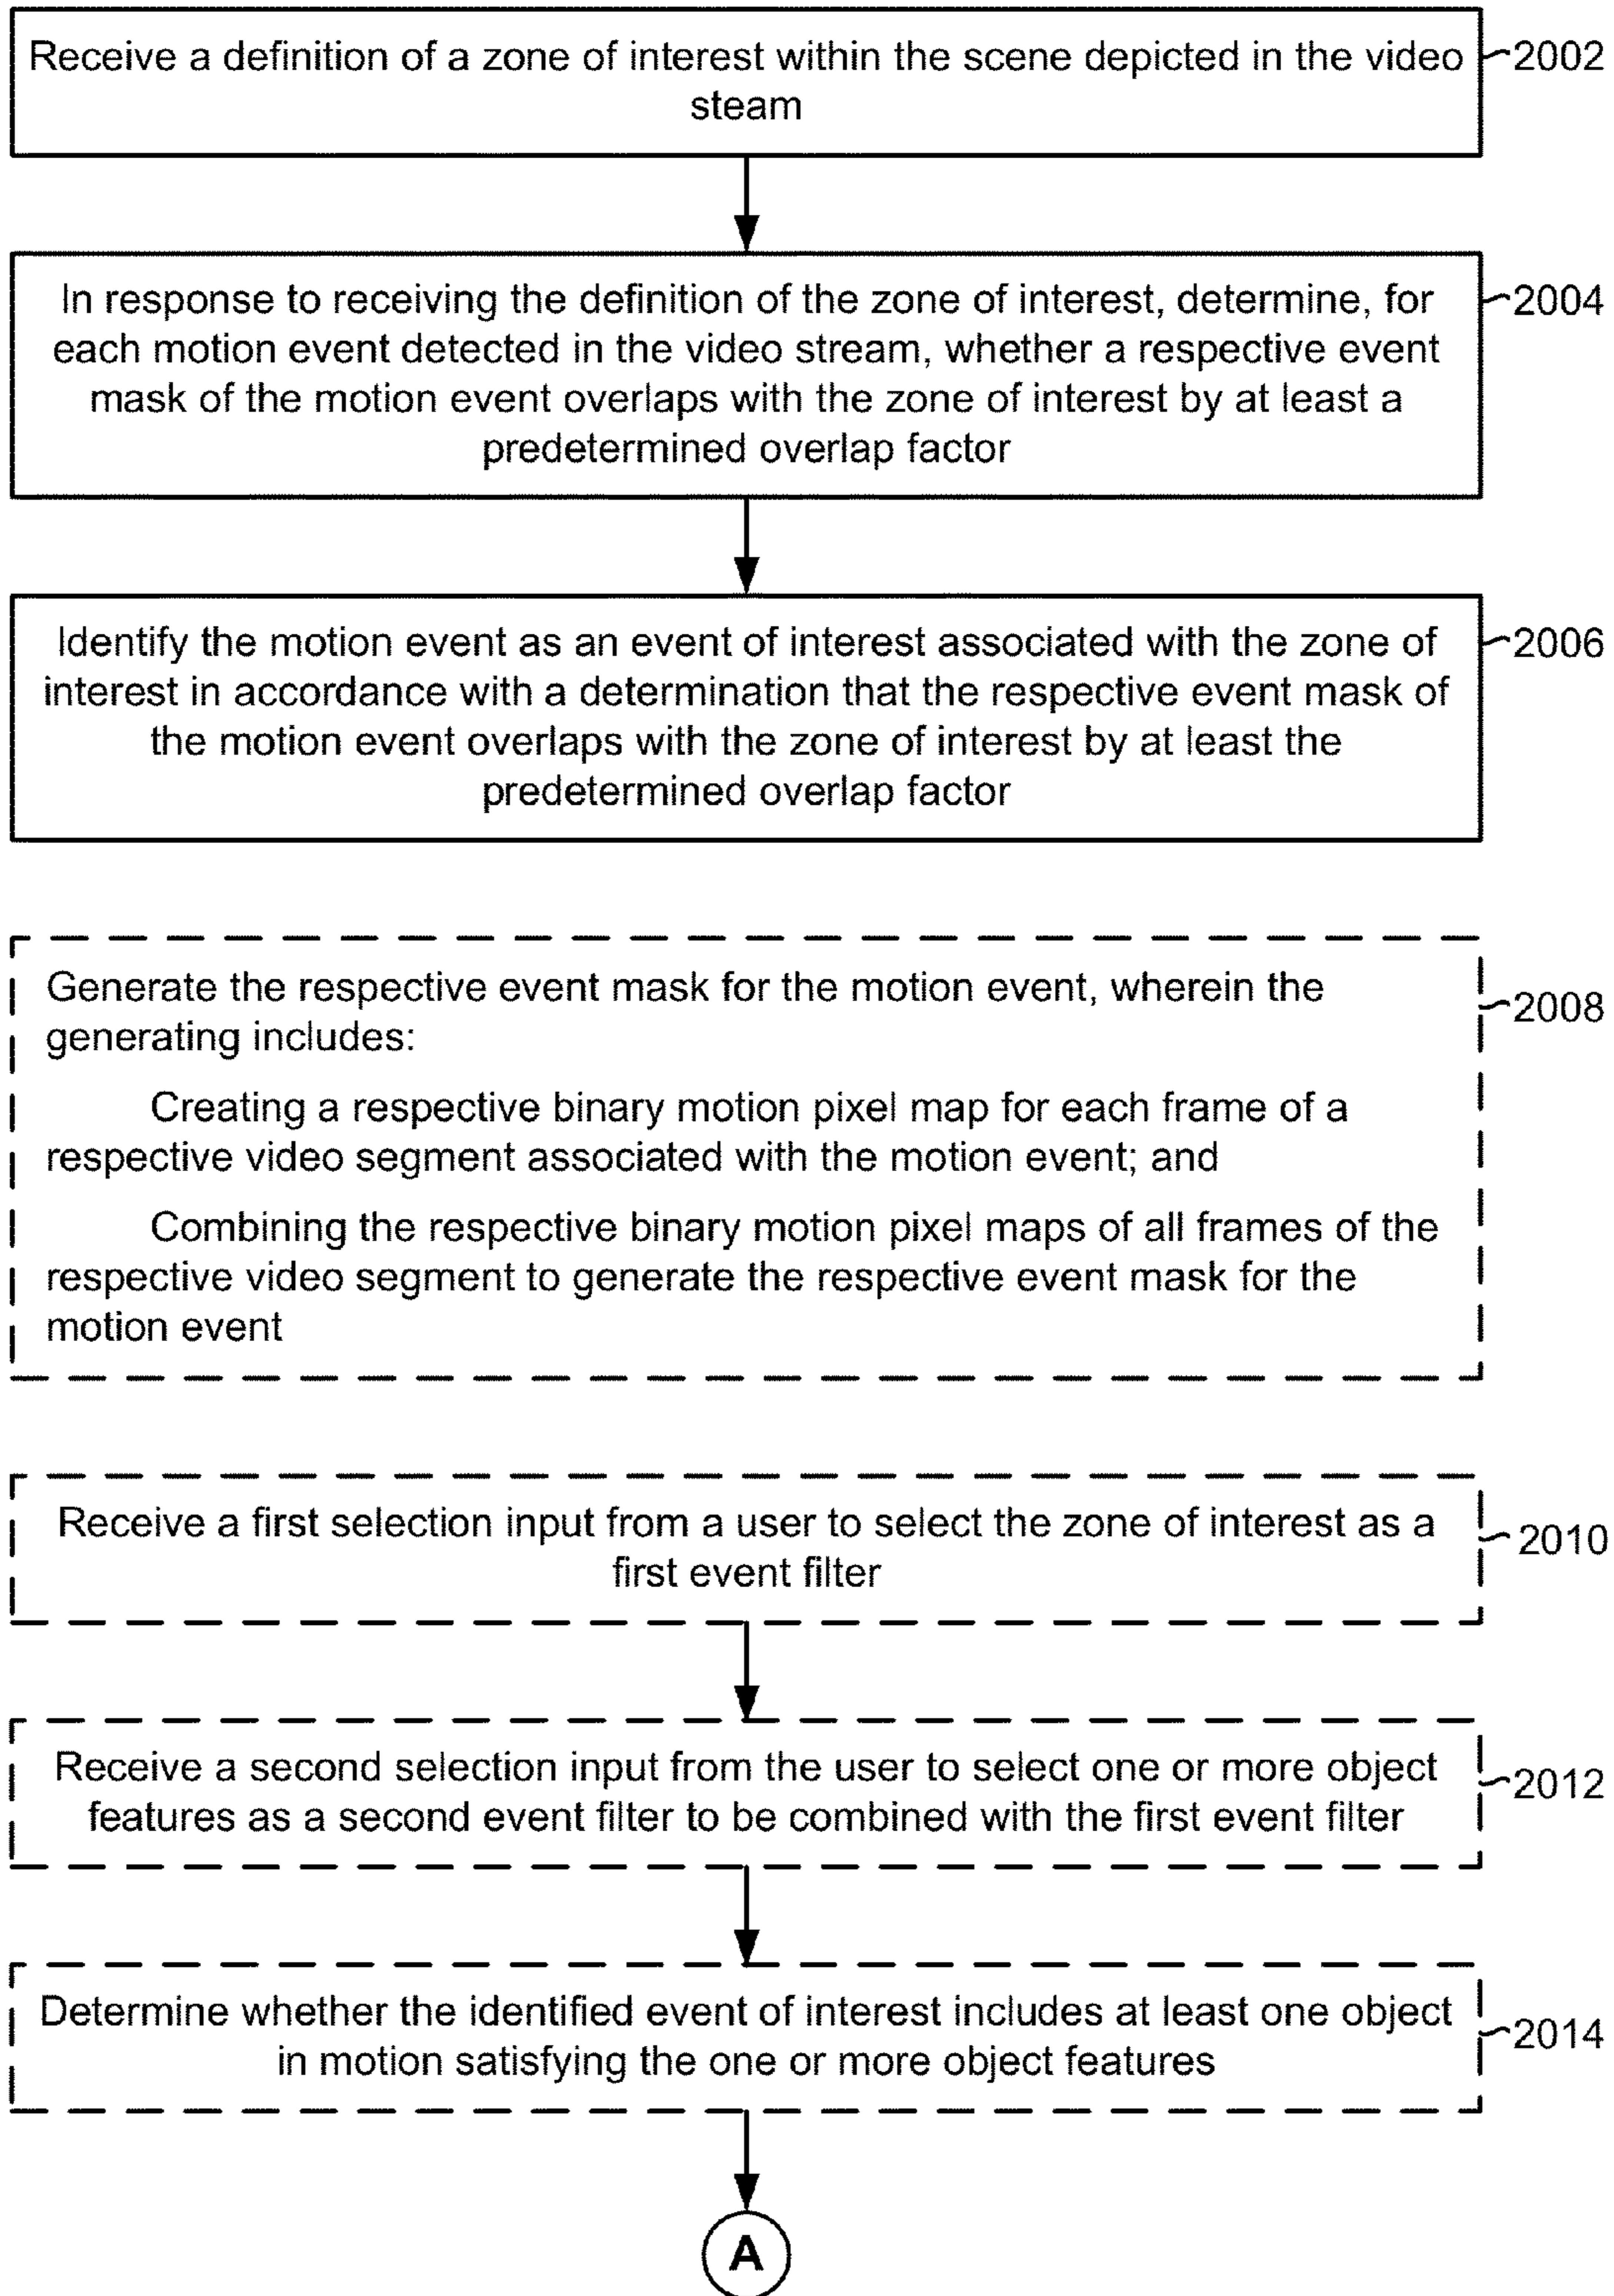 Receive a definition of a zone of interest within the scene depicted in the video
steam
2002
In response to receiving the definition of the zone of interest, determine, for
each motion event detected in the video stream, whether a respective event
mask of the motion event overlaps with the zone of interest by at least a
predetermined overlap factor
2004
Identify the motion event as an event of interest associated with the zone of
interest in accordance with a determination that the respective event mask of
the motion event overlaps with the zone of interest by at least the
predetermined overlap factor
2006
Generate the respective event mask for the motion event, wherein the
generating includes:
Creating a respective binary motion pixel map for each frame of a
respective video segment associated with the motion event; and
Combining the respective binary motion pixel maps of all frames of the
respective video segment to generate the respective event mask for the
motion event
2008
Receive a first selection input from a user to select the zone of interest as a
first event filter
2010
Receive a second selection input from the user to select one or more object
features as a second event filter to be combined with the first event filter
2012
Determine whether the identified event of interest includes at least one object
in motion satisfying the one or more object features
2014
A